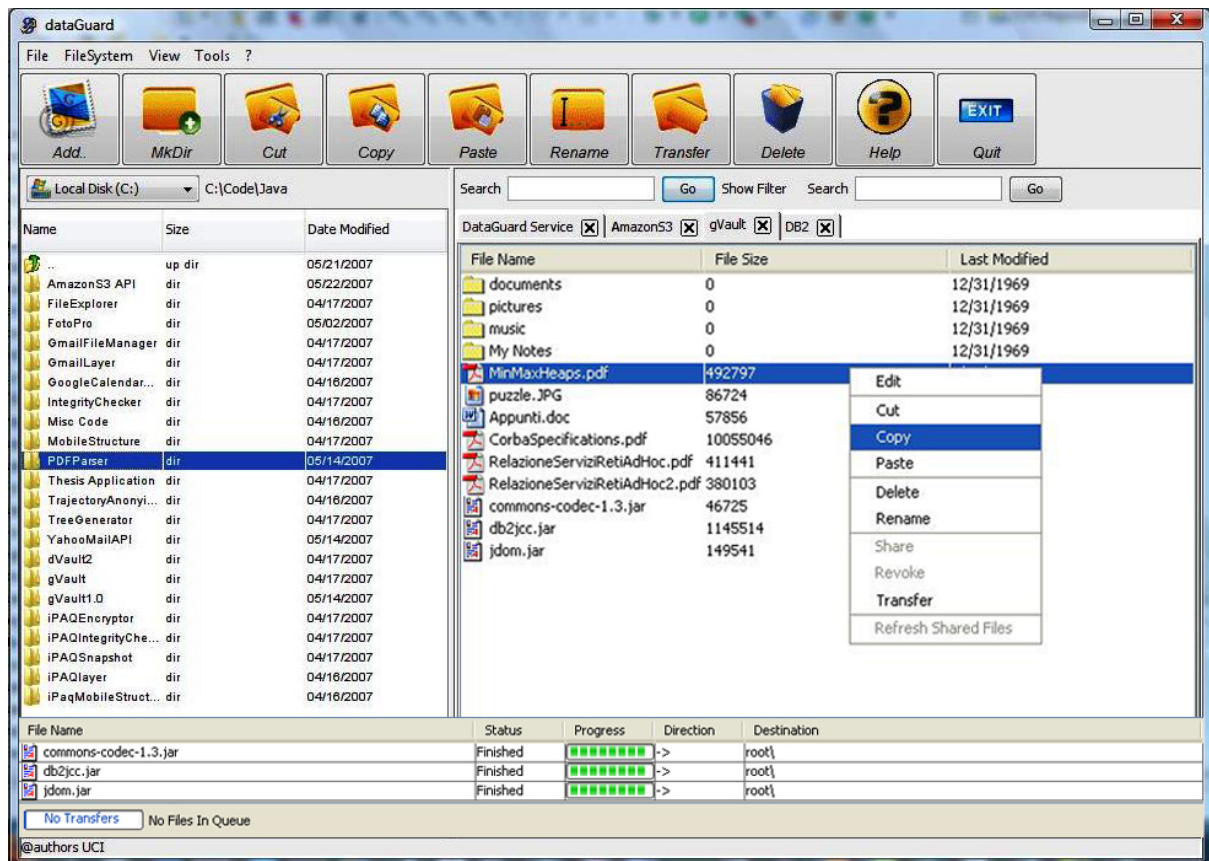 dataGuard
File FileSystem View Tools ?
Add.. MkDir Cut Copy Paste Rename Transfer Delete Help EXIT Quit
Local Disk (C:) C:\Code\Java
Name Size Date Modified
.. up dir 05/21/2007
AmazonS3 API dir 05/22/2007
FileExplorer dir 04/17/2007
FotoPro dir 05/02/2007
GmailFileManager dir 04/17/2007
GmailLayer dir 04/17/2007
GoogleCalendar... dir 04/16/2007
IntegrityChecker dir 04/17/2007
Misc Code dir 04/16/2007
MobileStructure dir 04/17/2007
PDFParser dir 05/14/2007
Thesis Application dir 04/17/2007
TrajectoryAnonyi... dir 04/16/2007
TreeGenerator dir 04/17/2007
YahooMailAPI dir 05/14/2007
dVault2 dir 04/17/2007
gVault dir 04/17/2007
gVault1.0 dir 05/14/2007
iPAQEncryptor dir 04/17/2007
iPAQIntegrityChe... dir 04/17/2007
iPAQSnapshot dir 04/17/2007
iPAQlayer dir 04/16/2007
iPaqMobileStruct... dir 04/16/2007
Search Go Show Filter Search Go
DataGuard Service AmazonS3 gVault DB2
File Name File Size Last Modified
documents 0 12/31/1969
pictures 0 12/31/1969
music 0 12/31/1969
My Notes 0 12/31/1969
MinMaxHeaps.pdf 492797
puzzle.JPG 86724
Appunti.doc 57856
CorbaSpecifications.pdf 10055046
RelazioneServiziRetiAdHoc.pdf 411441
RelazioneServiziRetiAdHoc2.pdf 380103
commons-codec-1.3.jar 46725
db2jcc.jar 1145514
jdom.jar 149541
Edit
Cut
Copy
Paste
Delete
Rename
Share
Revoke
Transfer
Refresh Shared Files
File Name Status Progress Direction Destination
commons-codec-1.3.jar Finished -> root\
db2jcc.jar Finished -> root\
jdom.jar Finished -> root\
No Transfers No Files In Queue
@authors UCI